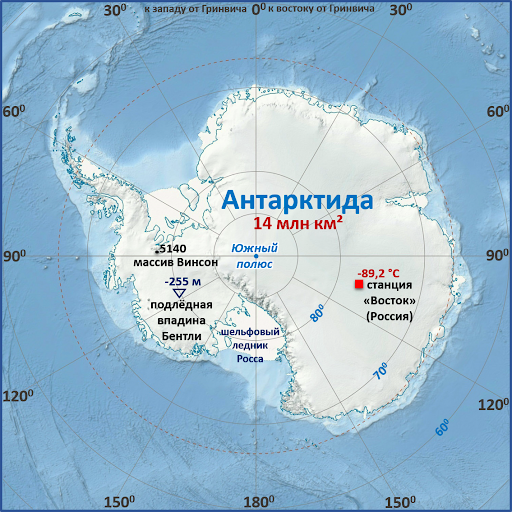 30⁰ к западу от Гринвича 0⁰ к востоку от Гринвича 30⁰
60⁰ 60⁰
Антарктида
14 млн км²
5140
массив Винсон
Южный
полюс
90⁰ 90⁰
-89,2 °C
станция
«Восток»
(Россия)
-255 м
подлёдная
впадина
Бентли
80⁰
шельфовый
ледник
Росса
70⁰
120⁰ 120⁰
60⁰
150⁰ 180⁰ 150⁰